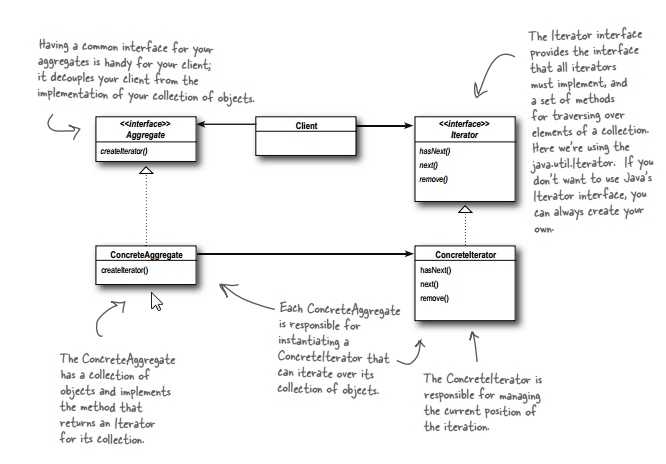 Having a common interface for your
aggregates is handy for your client;
it decouples your client from the
implementation of your collection of objects.
The Iterator interface
provides the interface
that all iterators
must implement, and
a set of methods
for traversing over
elements of a collection.
Here we're using the
java.util.Iterator. If you
don't want to use Java's
Iterator interface, you
can always create your
own.
<<interface>>
Aggregate
createIterator()
Client
<<interface>>
Iterator
hasNext()
next()
remove()
ConcreteAggregate
createIterator()
ConcreteIterator
hasNext()
next()
remove()
Each ConcreteAggregate
is responsible for
instantiating a
ConcreteIterator that
can iterate over its
collection of objects.
The ConcreteAggregate
has a collection of
objects and implements
the method that
returns an Iterator
for its collection.
The ConcreteIterator is
responsible for managing
the current position of
the iteration.